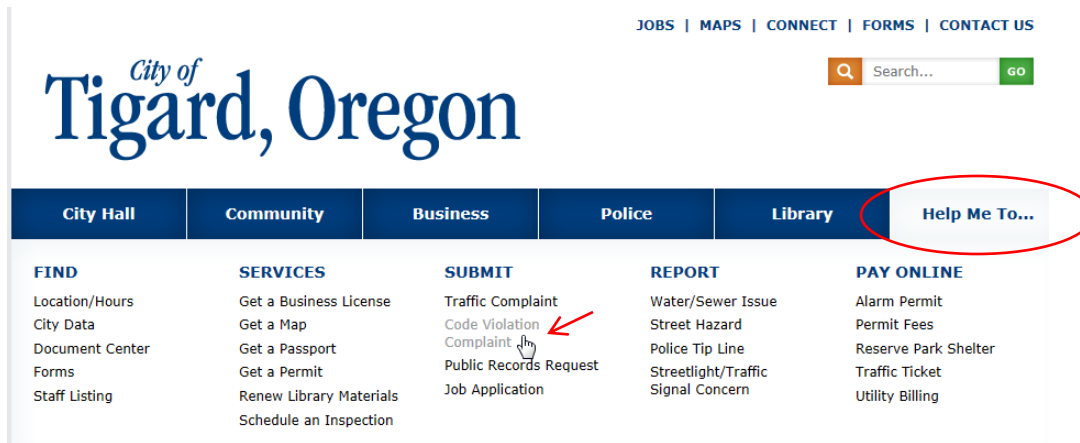 JOBS | MAPS | CONNECT | FORMS | CONTACT US
City of
Tigard, Oregon
Search... GO
City Hall Community Business Police Library Help Me To...
FIND
Location/Hours
City Data
Document Center
Forms
Staff Listing
SERVICES
Get a Business License
Get a Map
Get a Passport
Get a Permit
Renew Library Materials
Schedule an Inspection
SUBMIT
Traffic Complaint
Code Violation
Complaint
Public Records Request
Job Application
REPORT
Water/Sewer Issue
Street Hazard
Police Tip Line
Streetlight/Traffic
Signal Concern
PAY ONLINE
Alarm Permit
Permit Fees
Reserve Park Shelter
Traffic Ticket
Utility Billing